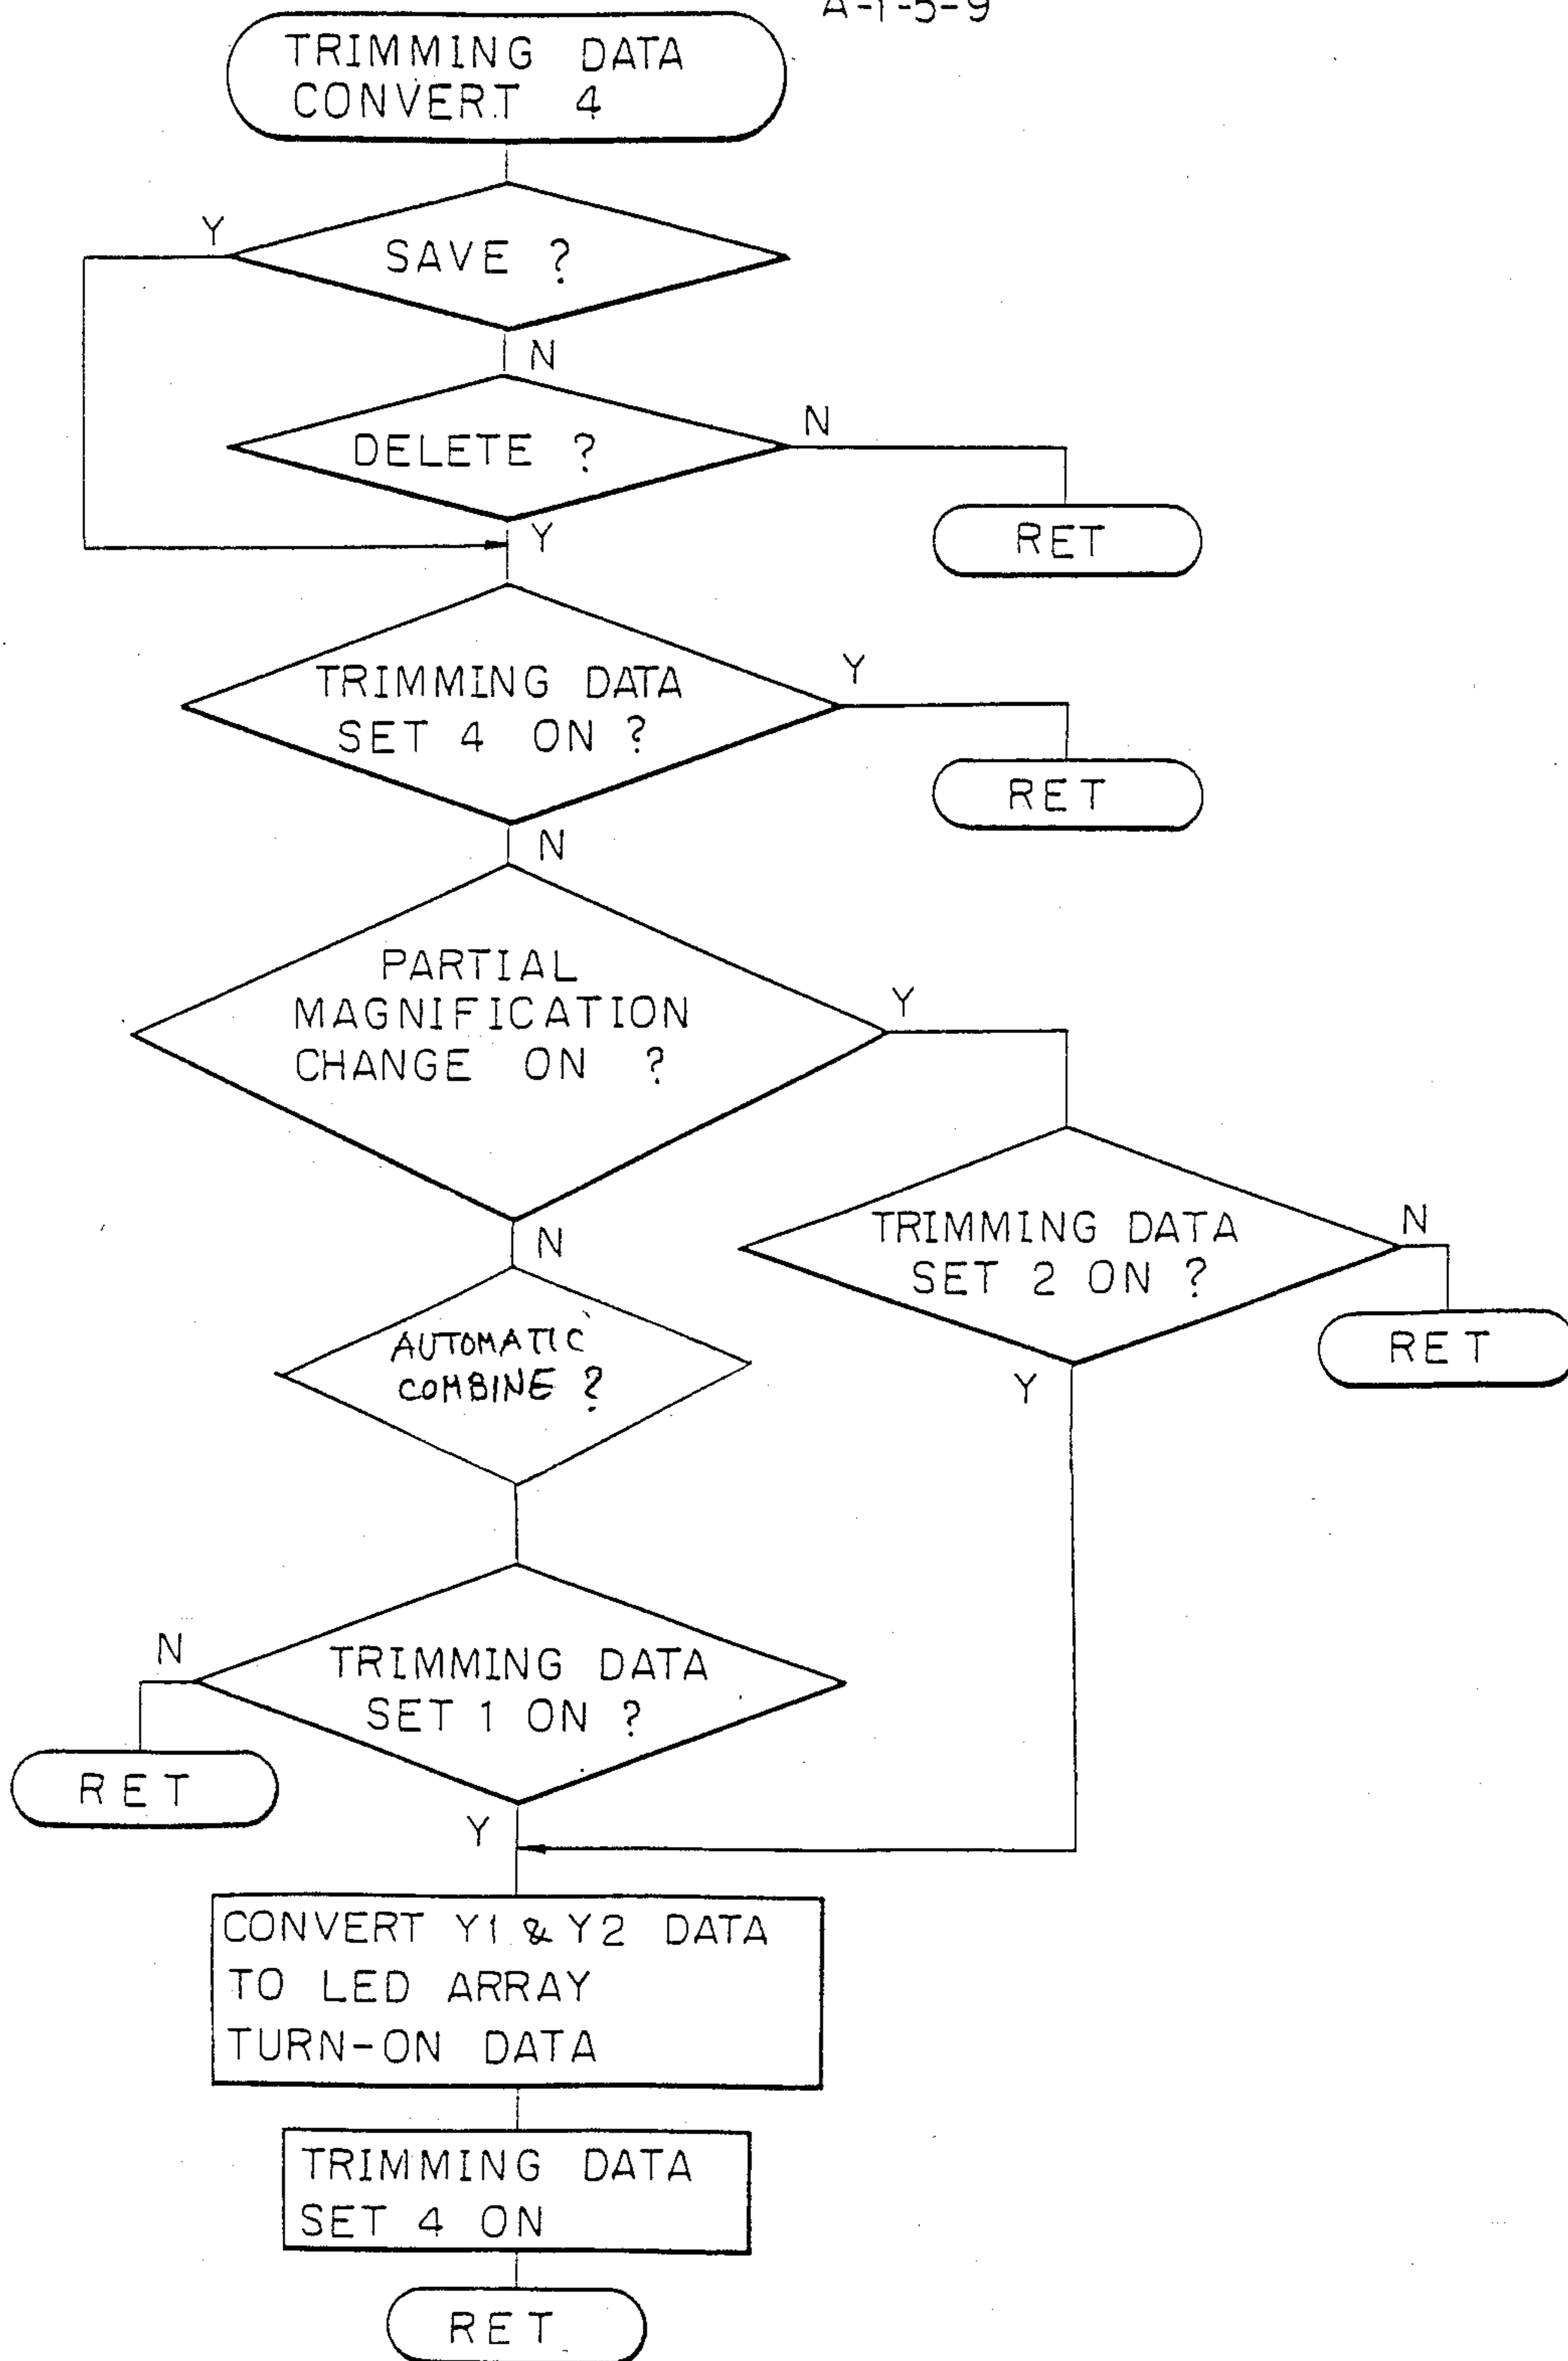 A-1-5-9
TRIMMING DATA
CONVERT 4
Y
SAVE ?
N
DELETE ?
N
RET
Y
TRIMMING DATA
SET 4 ON ?
Y
RET
N
PARTIAL
MAGNIFICATION
CHANGE ON ?
Y
TRIMMING DATA
SET 2 ON ?
N
RET
Y
N
AUTOMATIC
COMBINE ?
TRIMMING DATA
SET 1 ON ?
N
RET
Y
CONVERT Y1 & Y2 DATA
TO LED ARRAY
TURN-ON DATA
TRIMMING DATA
SET 4 ON
RET